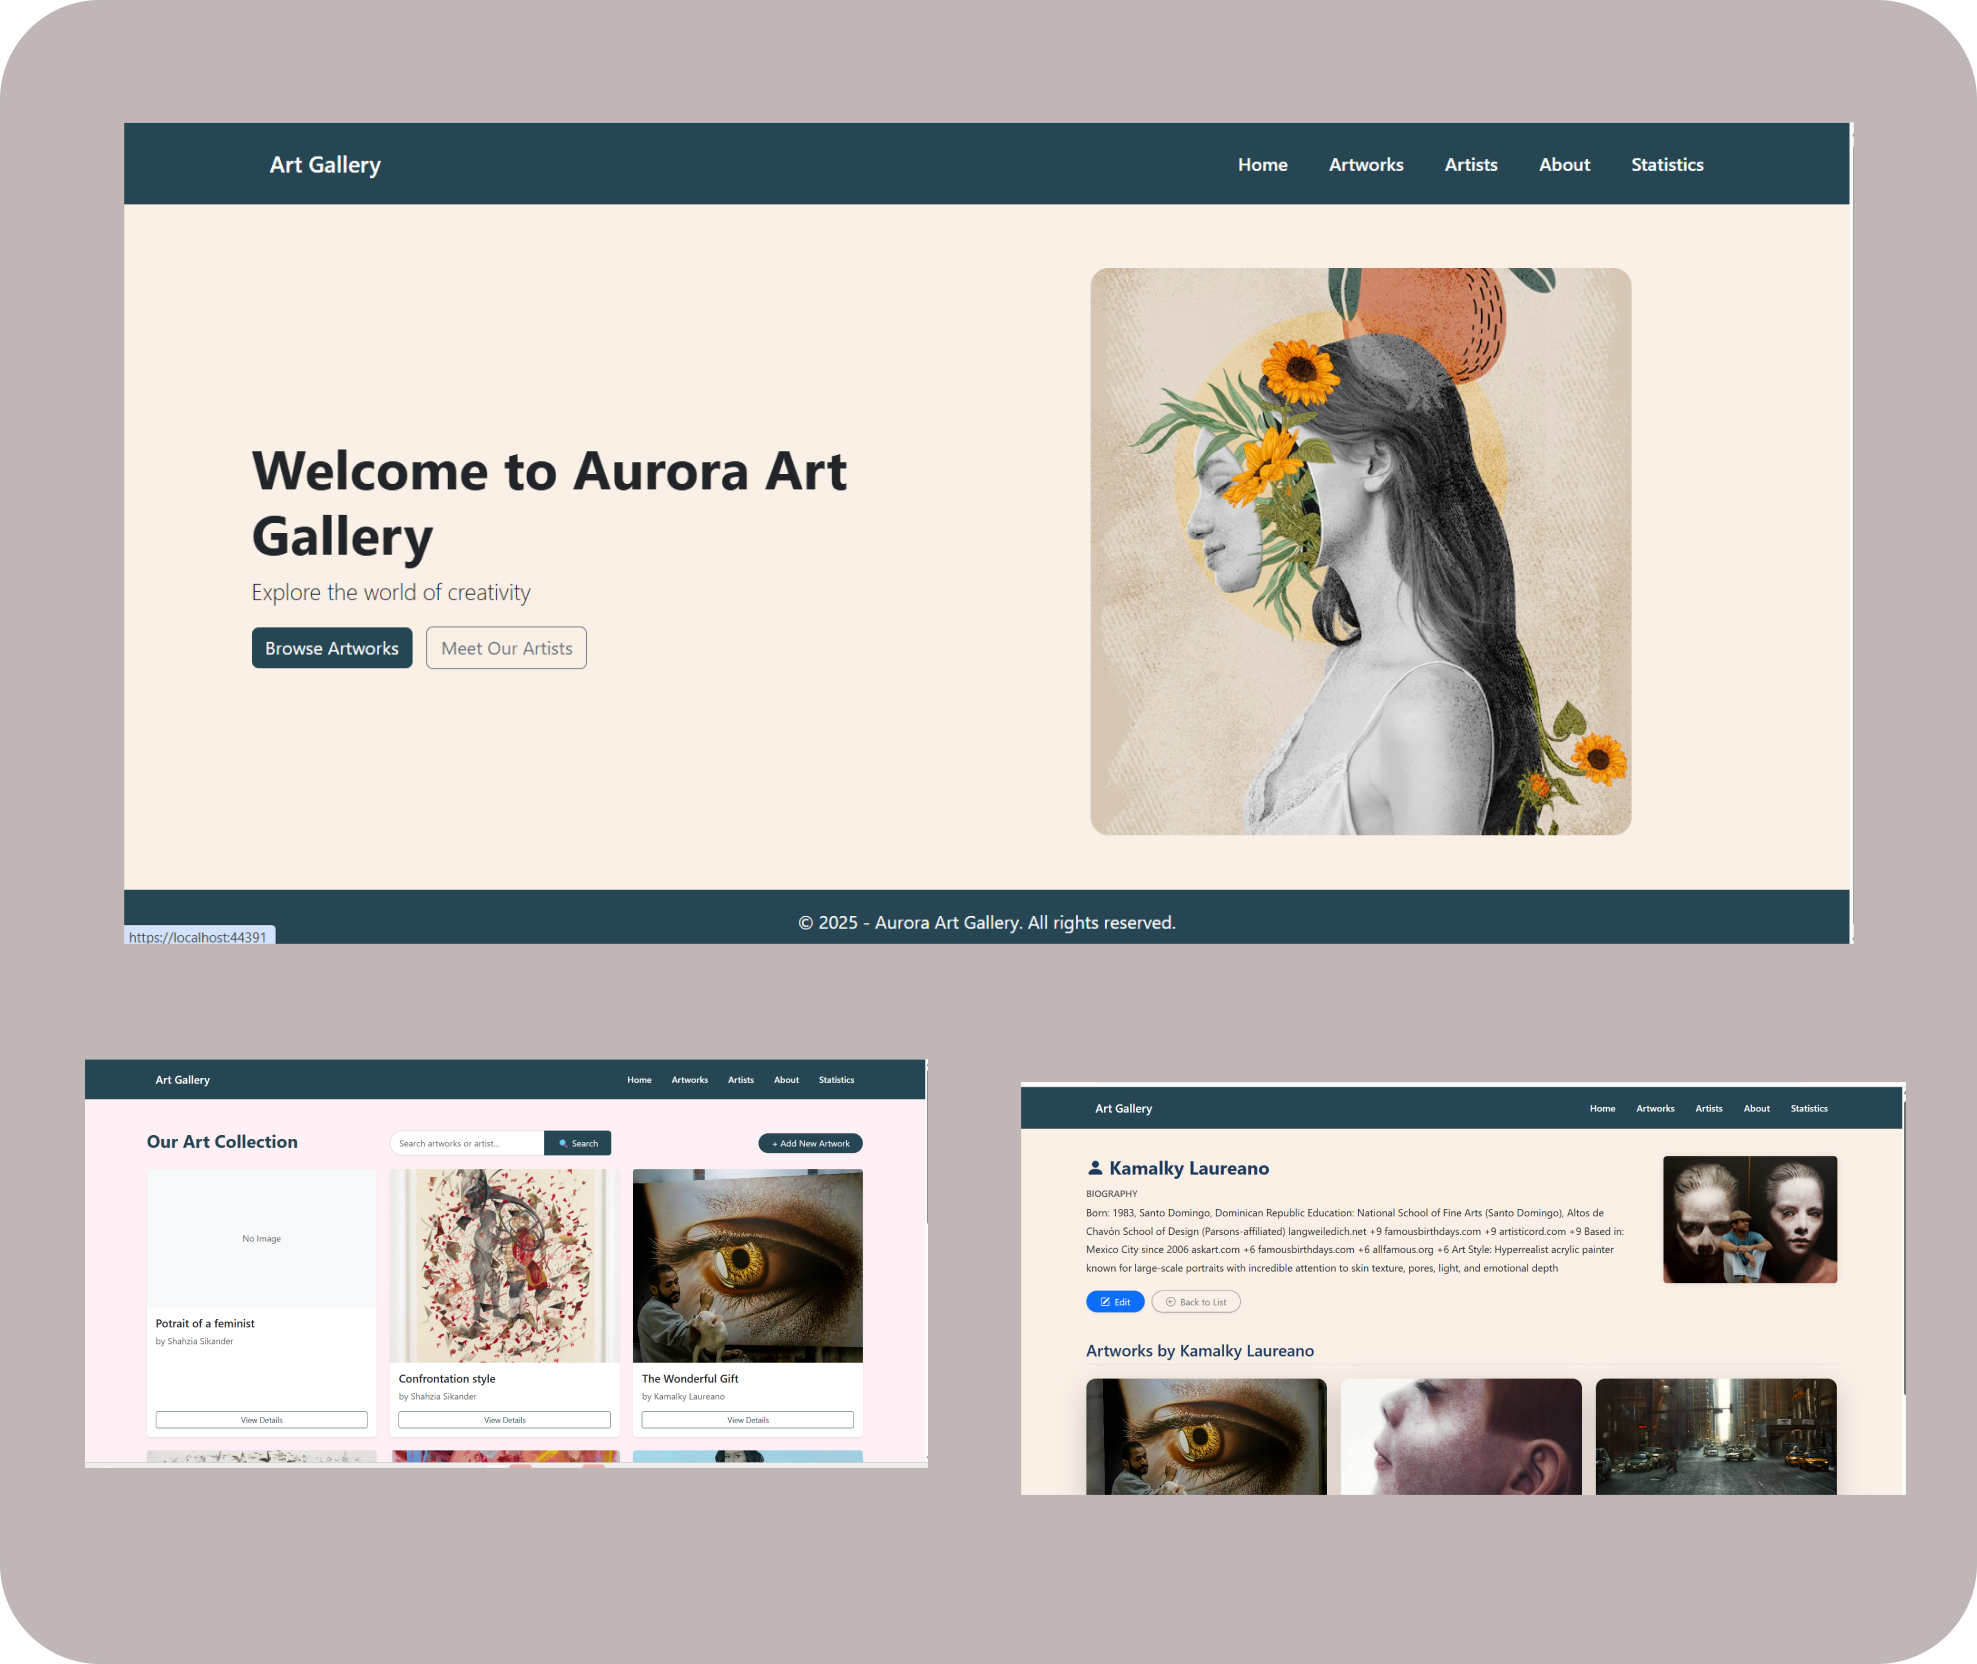 Art Gallery
Home Artworks Artists About Statistics
Welcome to Aurora Art
Gallery
Explore the world of creativity
Browse Artworks Meet Our Artists
© 2025 - Aurora Art Gallery. All rights reserved.
https://localhost:44391
Art Gallery
Home Artworks Artists About Statistics
Our Art Collection
Search artworks or artist...
Search
+ Add New Artwork
No Image
Potrait of a feminist
by Shahzia Sikander
View Details
Confrontation style
by Shahzia Sikander
View Details
The Wonderful Gift
by Kamalky Laureano
View Details
Art Gallery
Home Artworks Artists About Statistics
Kamalky Laureano
BIOGRAPHY
Born: 1983, Santo Domingo, Dominican Republic Education: National School of Fine Arts (Santo Domingo), Altos de
Chavón School of Design (Parsons-affiliated) langweiledich.net +9 famousbirthdays.com +9 artisticord.com +9 Based in:
Mexico City since 2006 askart.com +6 famousbirthdays.com +6 allfamous.org +6 Art Style: Hyperrealist acrylic painter
known for large-scale portraits with incredible attention to skin texture, pores, light, and emotional depth
Edit Back to List
Artworks by Kamalky Laureano